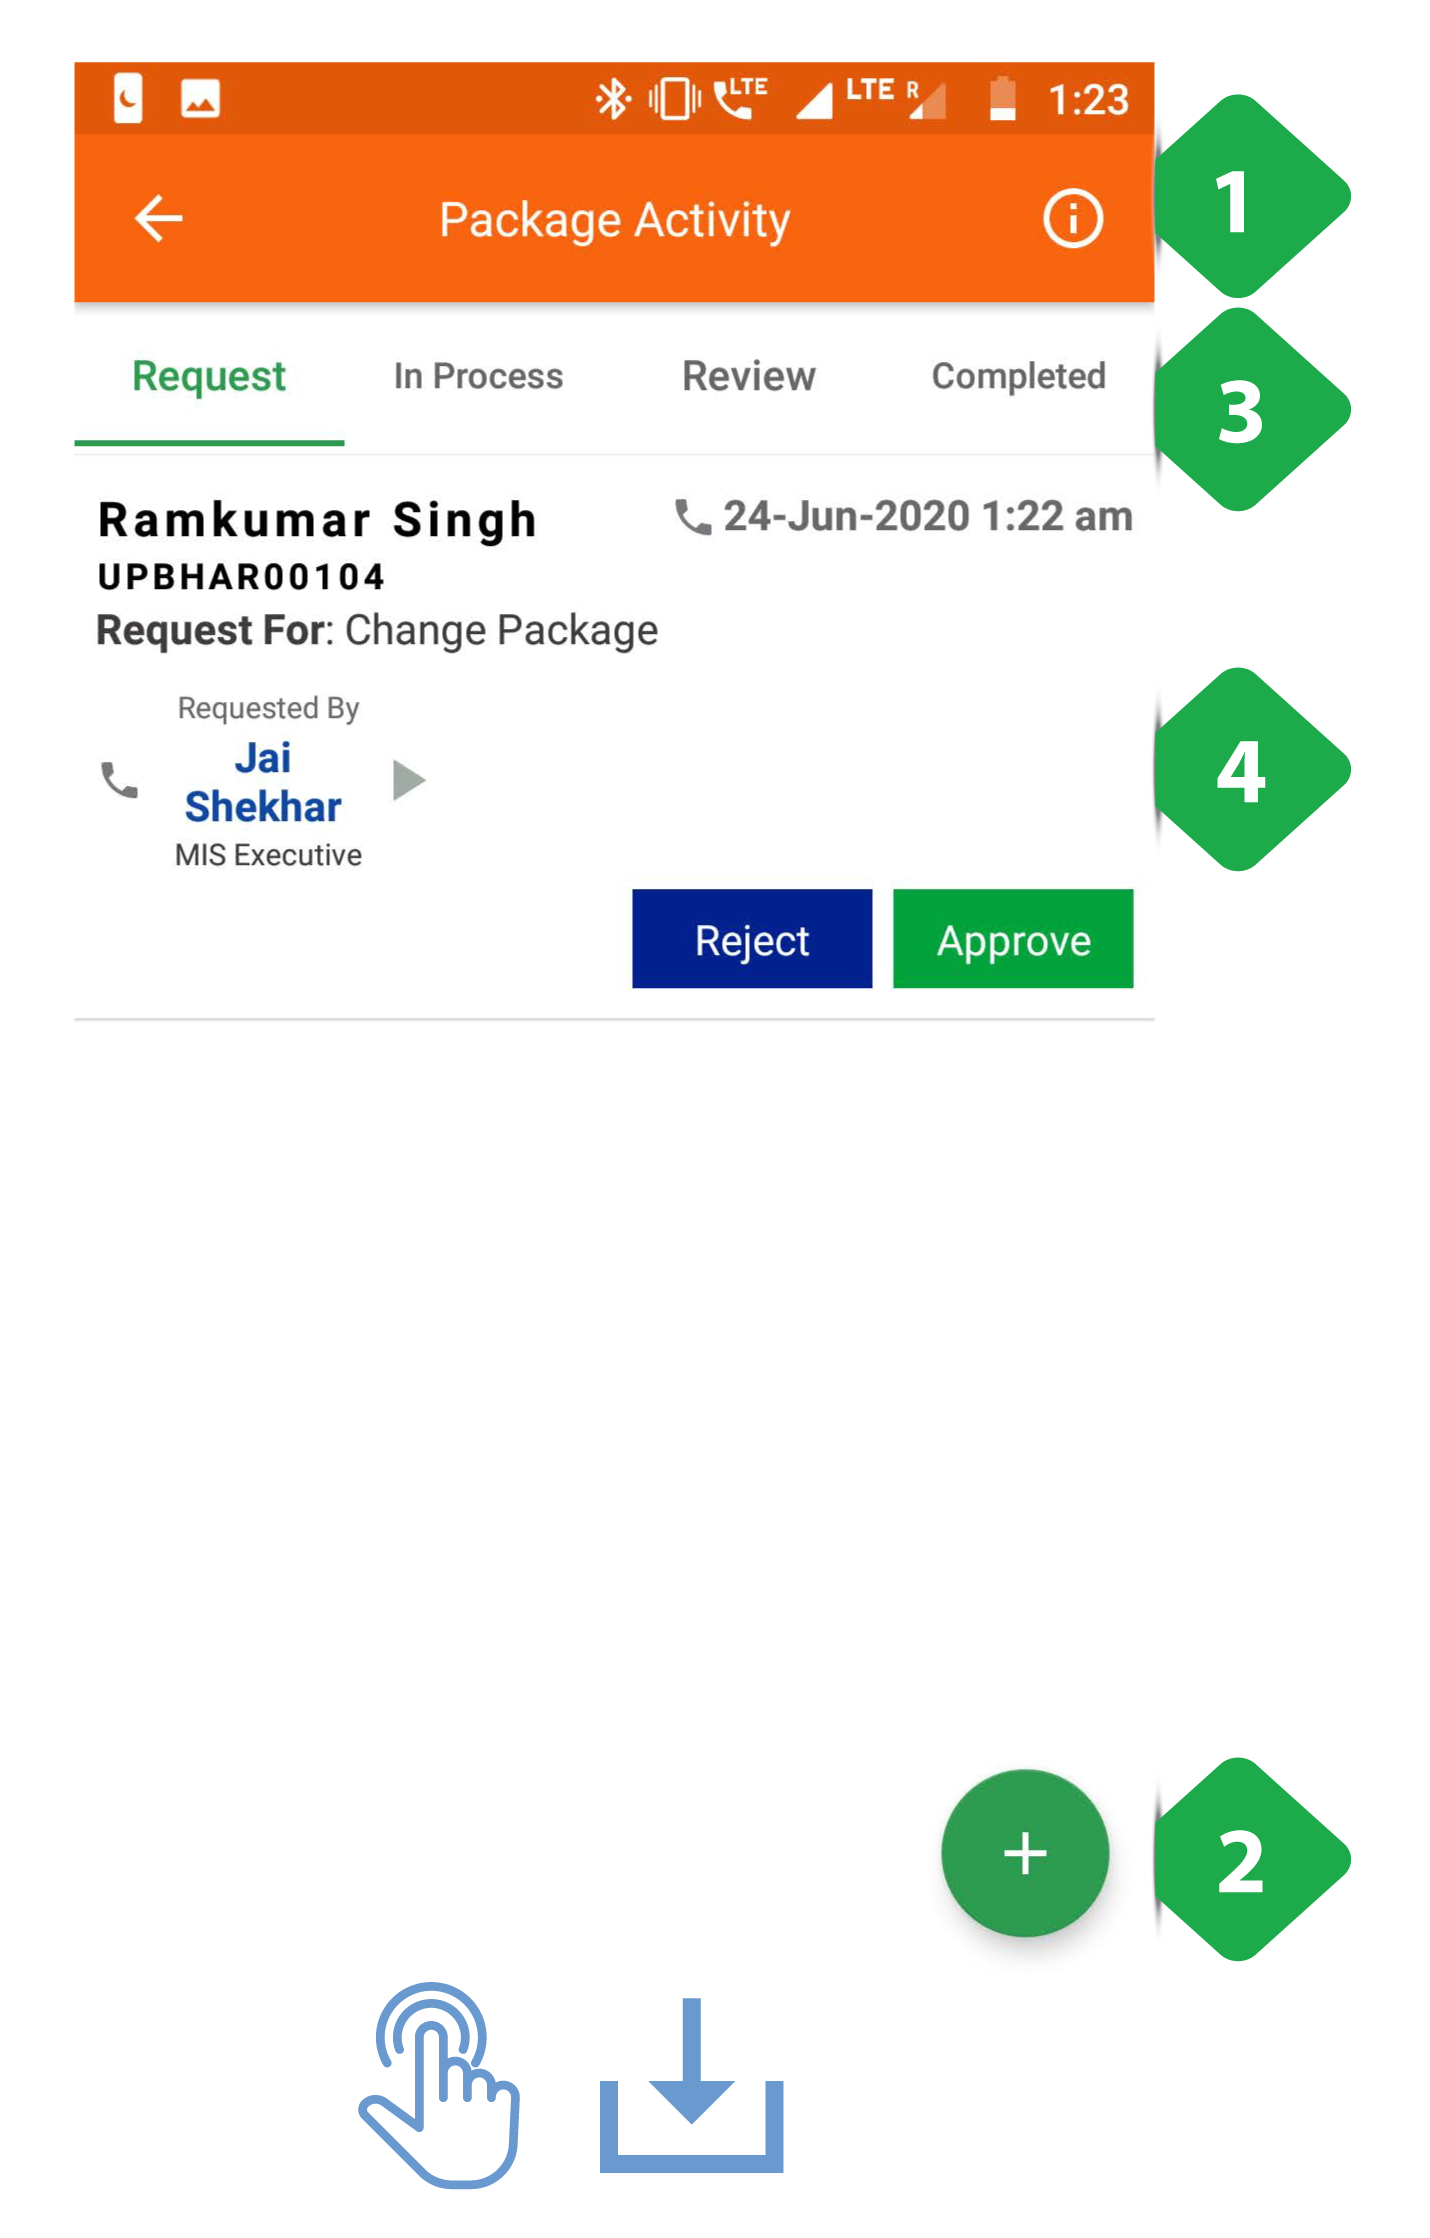 LTE LTE R 1:23
Package Activity
1
Request In Process Review Completed
3
Ramkumar Singh 24-Jun-2020 1:22 am
UPBHAR00104
Request For: Change Package
Requested By
Jai
Shekhar
MIS Executive
4
Reject Approve
+
2